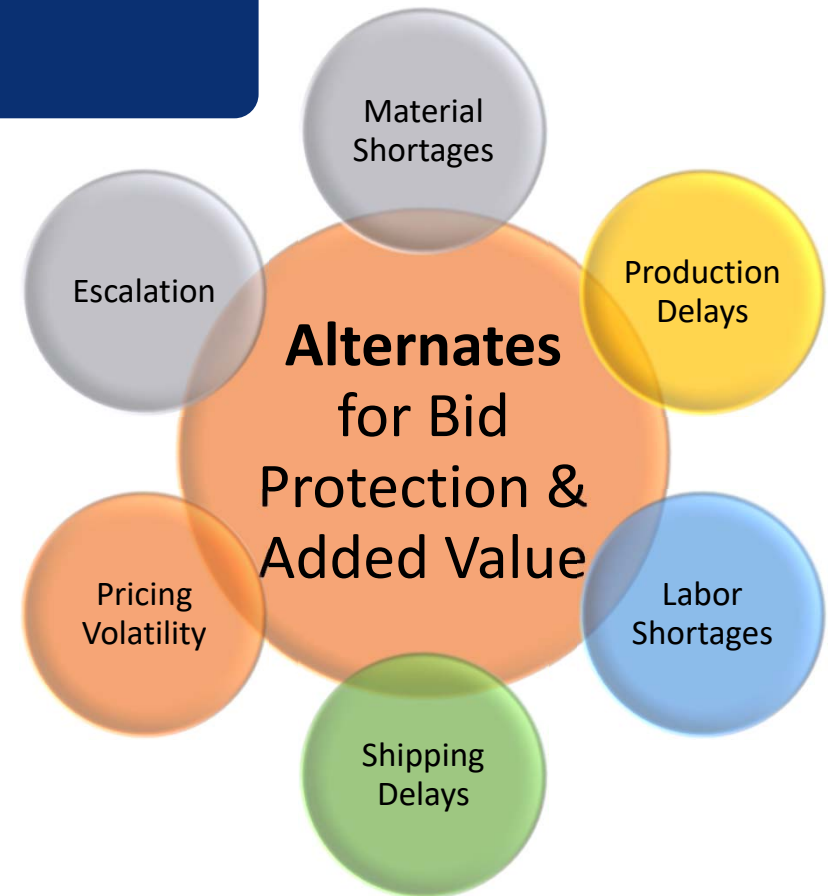 Material
Shortages
Production
Delays
Escalation
Alternates
for Bid
Protection &
Added Value
Pricing
Volatility
Labor
Shortages
Shipping
Delays